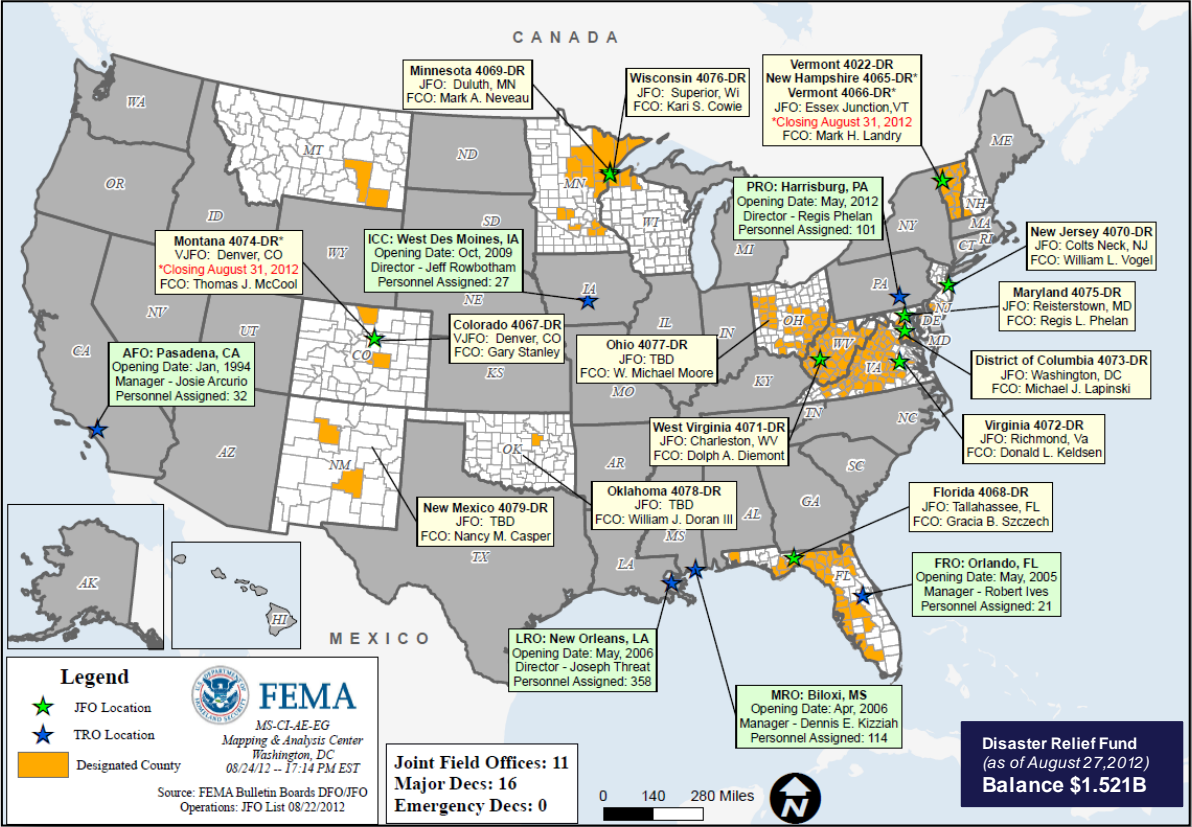 CANADA
Minnesota 4069-DR
JFO: Duluth, MN
FCO: Mark A. Neveau
Wisconsin 4076-DR
JFO: Superior, Wi
FCO: Kari S. Cowie
Vermont 4022-DR
New Hampshire 4065-DR*
Vermont 4066-DR*
JFO: Essex Junction,VT
*Closing August 31, 2012
FCO: Mark H. Landry
WA
MT
ND
MN
ME
OR
ID
SD
WI
MI
NY
NH
MA
CT
RI
PRO: Harrisburg, PA
Opening Date: May, 2012
Director - Regis Phelan
Personnel Assigned: 101
Montana 4074-DR*
VJFO: Denver, CO
*Closing August 31, 2012
FCO: Thomas J. McCool
WY
ICC: West Des Moines, IA
Opening Date: Oct, 2009
Director - Jeff Rowbotham
Personnel Assigned: 27
New Jersey 4070-DR
JFO: Colts Neck, NJ
FCO: William L. Vogel
IA
NE
PA
NJ
Maryland 4075-DR
JFO: Reisterstown, MD
FCO: Regis L. Phelan
NV
UT
CO
Colorado 4067-DR
VJFO: Denver, CO
FCO: Gary Stanley
IL
IN
OH
DE
MD
WV
VA
CA
AFO: Pasadena, CA
Opening Date: Jan, 1994
Manager - Josie Arcurio
Personnel Assigned: 32
KS
MO
Ohio 4077-DR
JFO: TBD
FCO: W. Michael Moore
KY
District of Columbia 4073-DR
JFO: Washington, DC
FCO: Michael J. Lapinski
West Virginia 4071-DR
JFO: Charleston, WV
FCO: Dolph A. Diemont
TN
NC
Virginia 4072-DR
JFO: Richmond, Va
FCO: Donald L. Keldsen
AZ
NM
OK
AR
SC
New Mexico 4079-DR
JFO: TBD
FCO: Nancy M. Casper
Oklahoma 4078-DR
JFO: TBD
FCO: William J. Doran III
MS
AL
GA
Florida 4068-DR
JFO: Tallahassee, FL
FCO: Gracia B. Szczech
TX
LA
FL
FRO: Orlando, FL
Opening Date: May, 2005
Manager - Robert Ives
Personnel Assigned: 21
AK
HI
MEXICO
LRO: New Orleans, LA
Opening Date: May, 2006
Director - Joseph Threat
Personnel Assigned: 358
MRO: Biloxi, MS
Opening Date: Apr, 2006
Manager - Dennis E. Kizziah
Personnel Assigned: 114
Legend
JFO Location
TRO Location
Designated County
FEMA
MS-CI-AE-EG
Mapping & Analysis Center
Washington, DC
08/24/12 -- 17:14 PM EST
Source: FEMA Bulletin Boards DFO/JFO
Operations: JFO List 08/22/2012
Joint Field Offices: 11
Major Decs: 16
Emergency Decs: 0
0 140 280 Miles
N
Disaster Relief Fund
(as of August 27,2012)
Balance $1.521B